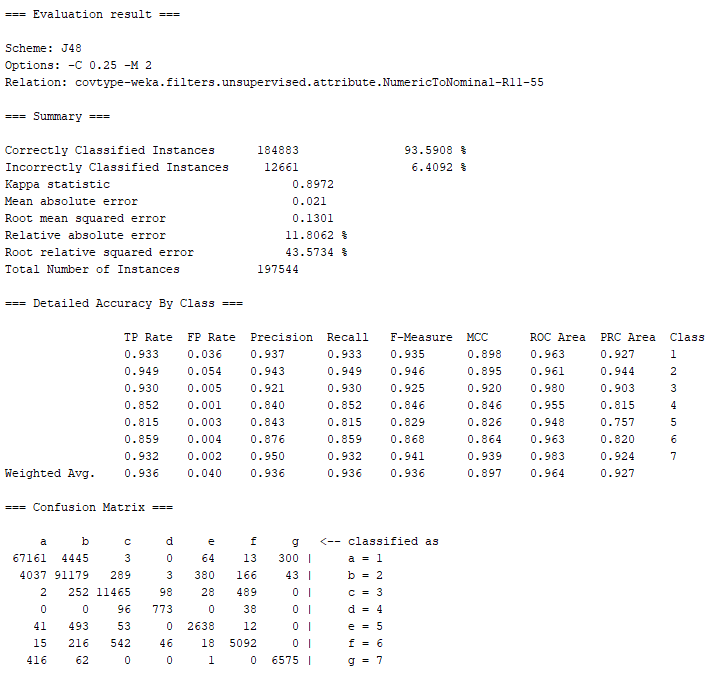 === Evaluation result ===
Scheme: J48
Options: -C 0.25 -M 2
Relation: covtype-weka.filters.unsupervised.attribute.NumericToNominal-R11-55
=== Summary ===
Correctly Classified Instances 184883 93.5908 %
Incorrectly Classified Instances 12661 6.4092 %
Kappa statistic 0.8972
Mean absolute error 0.021
Root mean squared error 0.1301
Relative absolute error 11.8062 %
Root relative squared error 43.5734 %
Total Number of Instances 197544
=== Detailed Accuracy By Class ===
TP Rate FP Rate Precision Recall F-Measure MCC ROC Area PRC Area Class
0.933 0.036 0.937 0.933 0.935 0.898 0.963 0.927 1
0.949 0.054 0.943 0.949 0.946 0.895 0.961 0.944 2
0.930 0.005 0.921 0.930 0.925 0.920 0.980 0.903 3
0.852 0.001 0.840 0.852 0.846 0.846 0.955 0.815 4
0.815 0.003 0.843 0.815 0.829 0.826 0.948 0.757 5
0.859 0.004 0.876 0.859 0.868 0.864 0.963 0.820 6
0.932 0.002 0.950 0.932 0.941 0.939 0.983 0.924 7
Weighted Avg. 0.936 0.040 0.936 0.936 0.936 0.897 0.964 0.927
=== Confusion Matrix ===
a b c d e f g <-- classified as
67161 4445 3 0 64 13 300 | a = 1
4037 91179 289 3 380 166 43 | b = 2
2 252 11465 98 28 489 0 | c = 3
0 0 96 773 0 38 0 | d = 4
41 493 53 0 2638 12 0 | e = 5
15 216 542 46 18 5092 0 | f = 6
416 62 0 0 1 0 6575 | g = 7